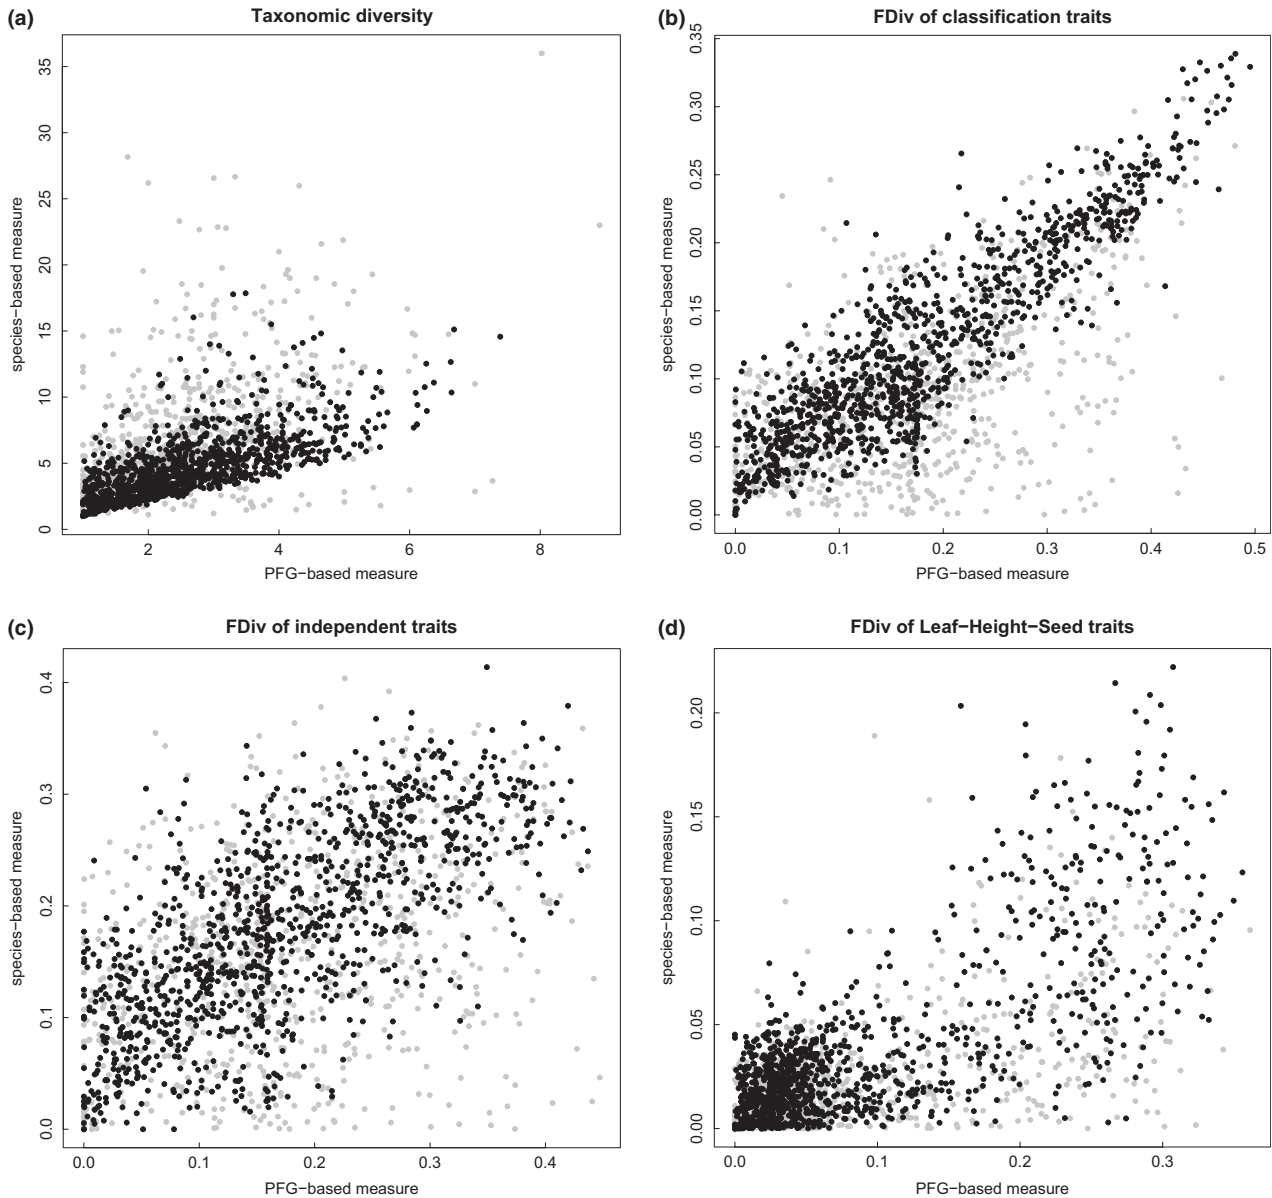 (a) Taxonomic diversity
35
30
25
20
15
10
5
0
species−based measure
2 4 6 8
PFG−based measure
(b) FDiv of classification traits
0.35
0.30
0.25
0.20
0.15
0.10
0.05
0.00
species−based measure
0.0 0.1 0.2 0.3 0.4 0.5
PFG−based measure
(c) FDiv of independent traits
0.4
0.3
0.2
0.1
0.0
species−based measure
0.0 0.1 0.2 0.3 0.4
PFG−based measure
(d) FDiv of Leaf−Height−Seed traits
0.20
0.15
0.10
0.05
0.00
species−based measure
0.0 0.1 0.2 0.3
PFG−based measure